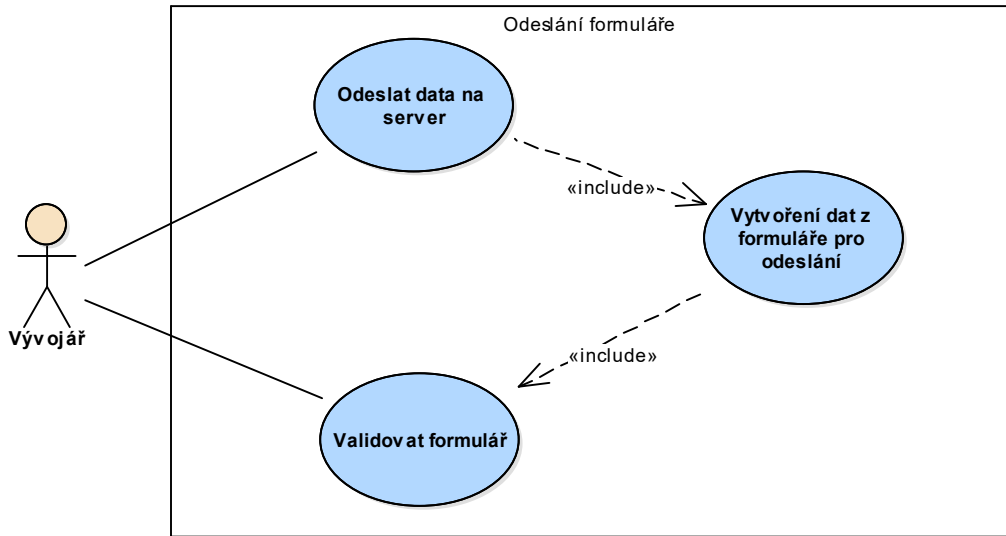 Odeslání formuláře
Odeslat data na
server
«include»
Vytvoření dat z
formuláře pro
odeslání
Vývojář
«include»
Validovat formulář